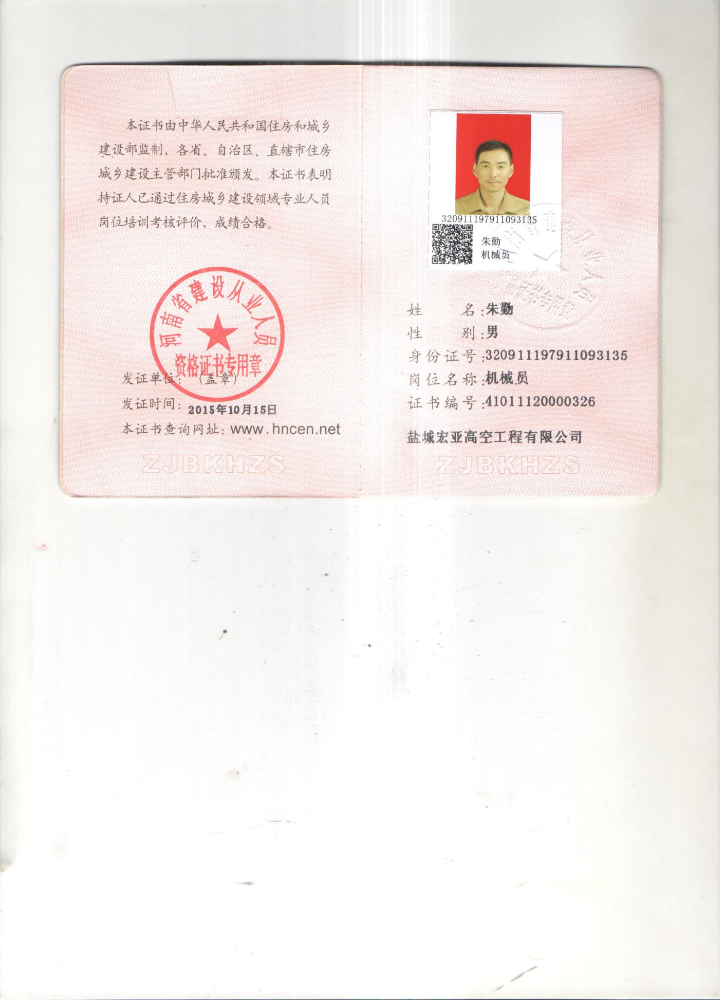 本证书由中华人民共和国住房和城乡
建设部监制，各省、自治区、直辖市住房
城乡建设主管部门批准颁发。本证书表明
持证人已通过住房城乡建设领域专业人员
岗位培训考核评价，成绩合格。
河南省建设从业人员
资格证书专用章
发证单位：（盖章）
发证时间：2015年10月15日
本证书查询网址：www.hncen.net
ZJBKHZS
320911197911093135
朱勤
机械员
姓名：朱勤
性别：男
身份证号：320911197911093135
岗位名称：机械员
证书编号：41011120000326
盐城宏亚高空工程有限公司
ZJBKHZS